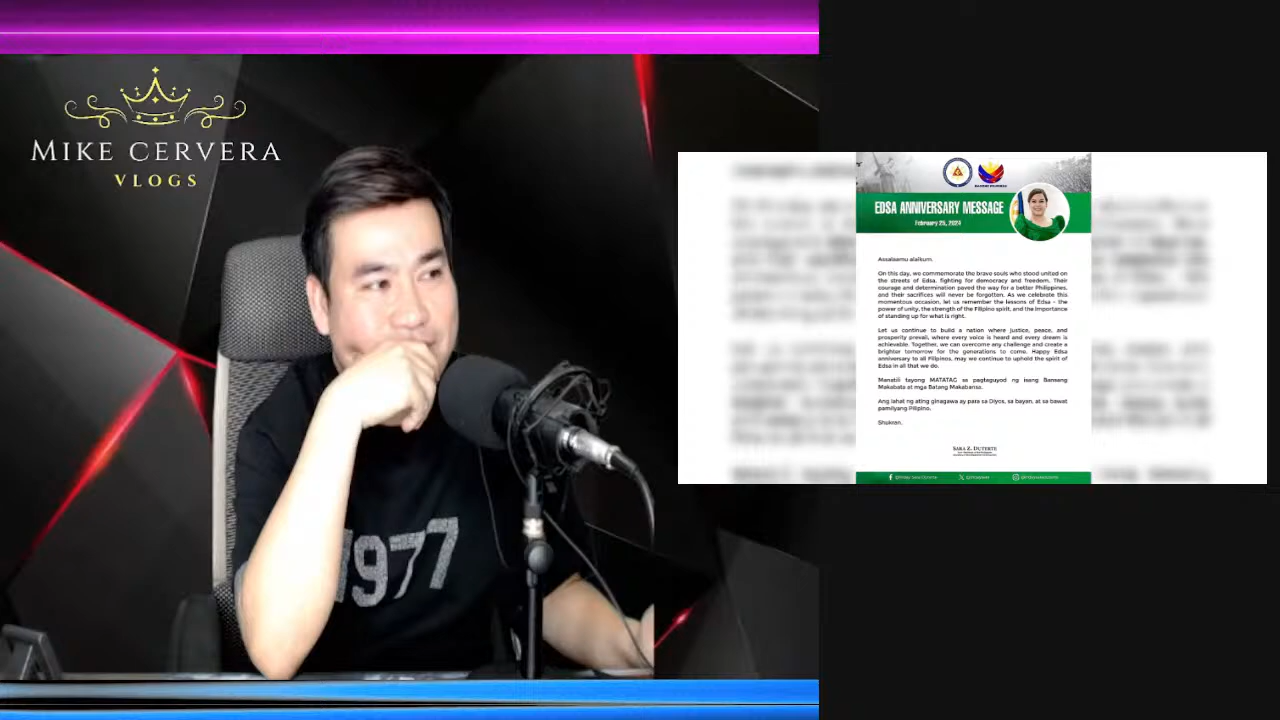 MIKE CERVERA
VLOGS
1977
EDSA ANNIVERSARY MESSAGE
February 25, 2024
Assalaamu alaikum.
On this day, we commemorate the brave souls who stood united on
the streets of Edsa, fighting for democracy and freedom. Their
courage and determination paved the way for a better Philippines,
and their sacrifices will never be forgotten. As we celebrate this
momentous occasion, let us remember the lessons of Edsa - the
power of unity, the strength of the Filipino spirit, and the importance
of standing up for what is right.
Let us continue to build a nation where justice, peace, and
prosperity prevail, where every voice is heard and every dream is
achievable. Together, we can overcome any challenge and create a
brighter tomorrow for the generations to come. Happy Edsa
anniversary to all Filipinos, may we continue to uphold the spirit of
Edsa in all that we do.
Manatili tayong MATATAG sa pagtaguyod ng isang Bansang
Makabata at mga Batang Makabansa.
Ang lahat ng ating ginagawa ay para sa Diyos, sa bayan, at sa bawat
pamilyang Pilipino.
Shukran.
SARA Z. DUTERTE